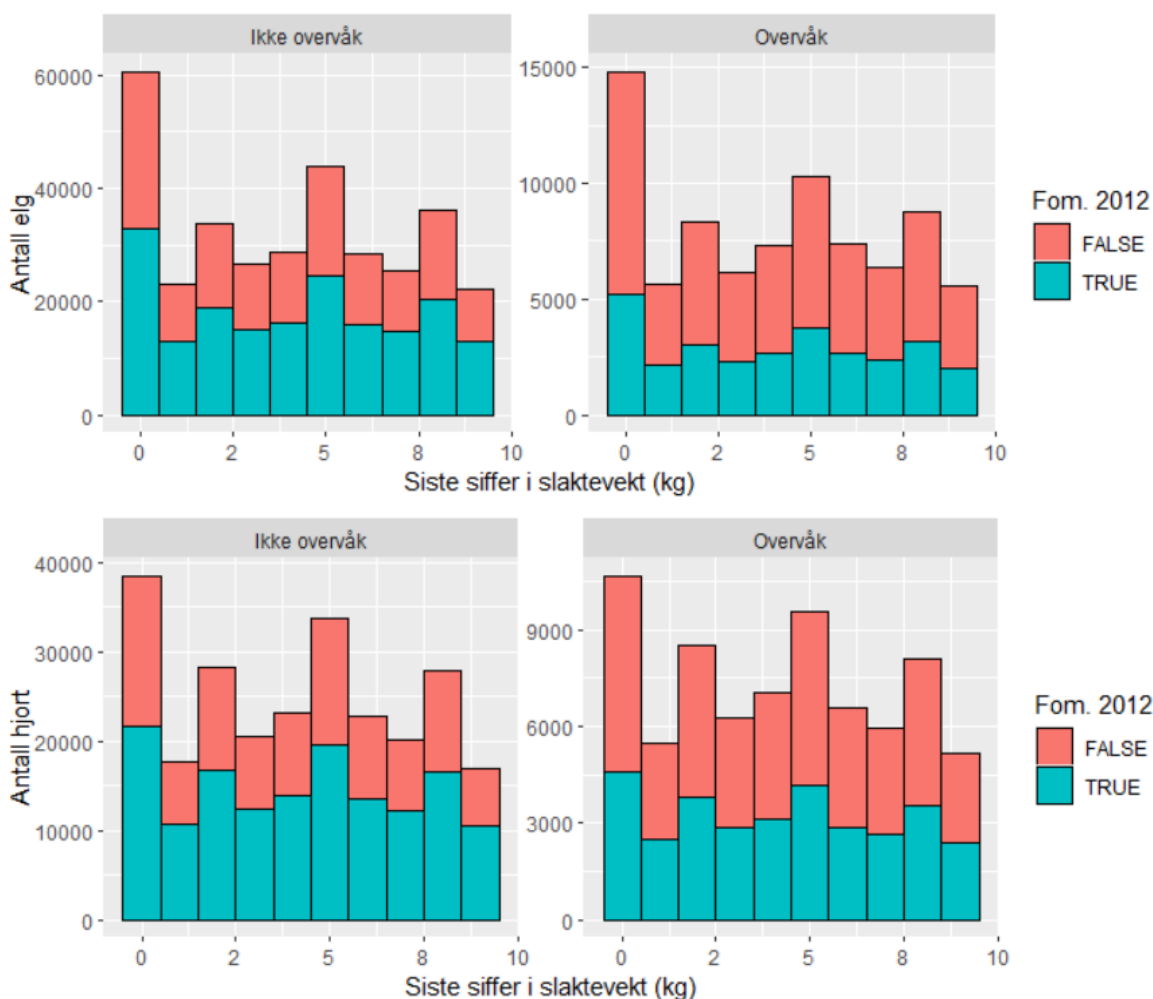 Ikke overvåk
Overvåk
Antall elg
60000
40000
20000
0
15000
10000
5000
0
0 2 5 8 10
0 2 5 8 10
Siste siffer i slaktevekt (kg)
Fom. 2012
FALSE
TRUE
Ikke overvåk
Overvåk
Antall hjort
40000
30000
20000
10000
0
9000
6000
3000
0
0 2 5 8 10
0 2 5 8 10
Siste siffer i slaktevekt (kg)
Fom. 2012
FALSE
TRUE